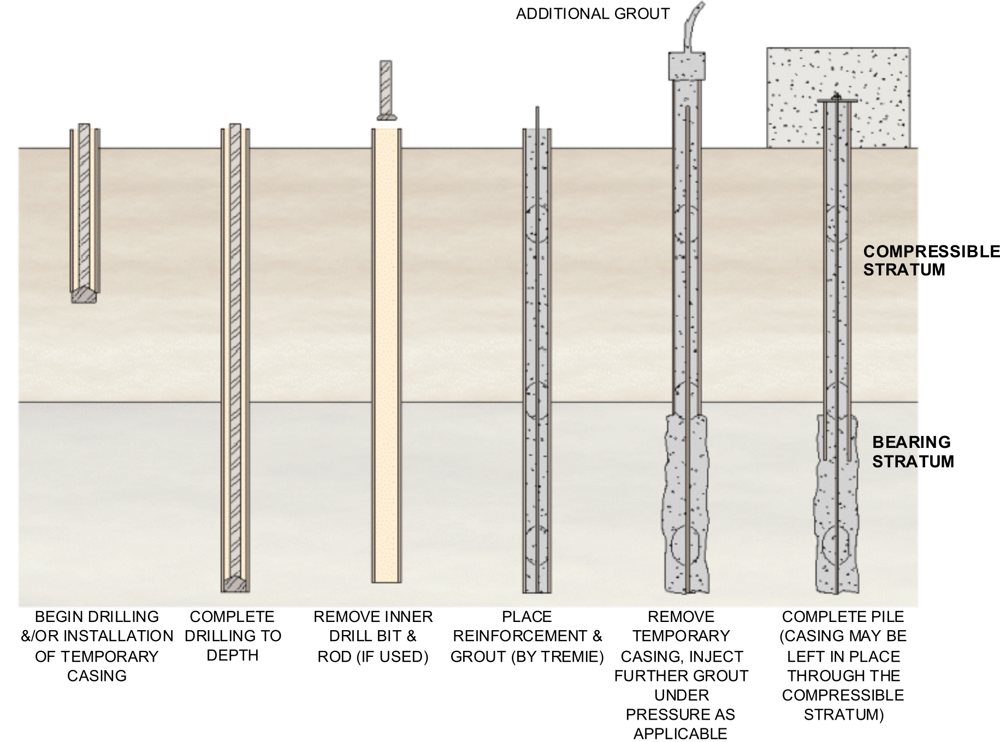 ADDITIONAL GROUT
COMPRESSIBLE
STRATUM
BEARING
STRATUM
BEGIN DRILLING
&/OR INSTALLATION
OF TEMPORARY
CASING
COMPLETE
DRILLING TO
DEPTH
REMOVE INNER
DRILL BIT &
ROD (IF USED)
PLACE
REINFORCEMENT &
GROUT (BY TREMIE)
REMOVE
TEMPORARY
CASING, INJECT
FURTHER GROUT
UNDER
PRESSURE AS
APPLICABLE
COMPLETE PILE
(CASING MAY BE
LEFT IN PLACE
THROUGH THE
COMPRESSIBLE
STRATUM)